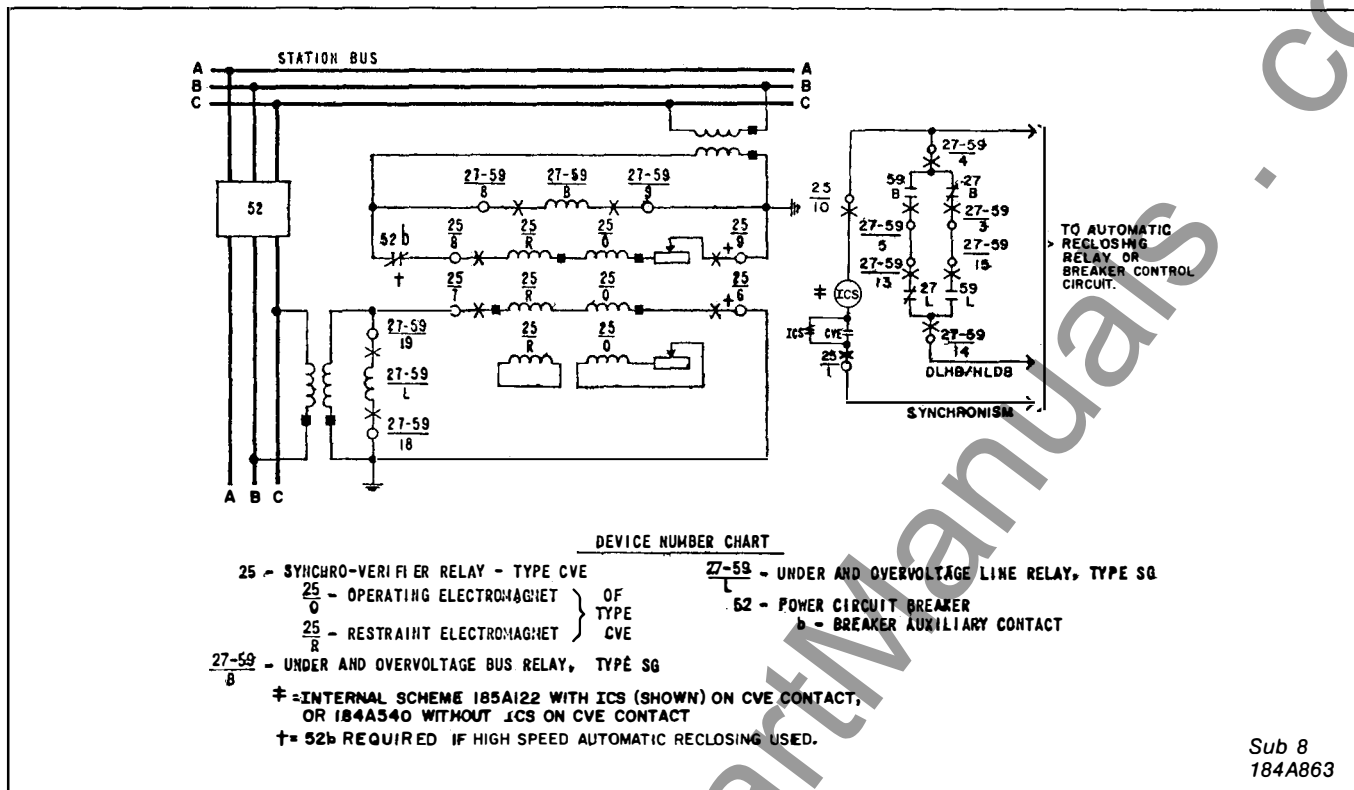 STATION BUS
A
A
B
B
C
C
27-59
8
27-59
B
27-59
9
52
52b
†
25
8
25
R
25
O
+
25
9
25
7
25
R
25
O
+
25
6
27-59
19
25
R
25
O
27-59
L
27-59
18
A B C
25
10
27-59
4
59
B
27
B
27-59
5
27-59
3
27-59
13
27-59
15
27
L
59
L
‡
ICS
ICS
CVE
25
1
27-59
14
DLHB/HLDB
SYNCHRONISM
TO AUTOMATIC
RECLOSING
RELAY OR
BREAKER CONTROL
CIRCUIT.
DEVICE NUMBER CHART
25 - SYNCHRO-VERIFIER RELAY - TYPE CVE
25
O - OPERATING ELECTROMAGNET
25
R - RESTRAINT ELECTROMAGNET
OF
TYPE
CVE
27-59
B - UNDER AND OVERVOLTAGE BUS RELAY, TYPE SG
27-59
L - UNDER AND OVERVOLTAGE LINE RELAY, TYPE SG
52 - POWER CIRCUIT BREAKER
b - BREAKER AUXILIARY CONTACT
‡ = INTERNAL SCHEME 185A122 WITH ICS (SHOWN) ON CVE CONTACT,
OR 184A540 WITHOUT ICS ON CVE CONTACT
† = 52b REQUIRED IF HIGH SPEED AUTOMATIC RECLOSING USED.
Sub 8
184A863